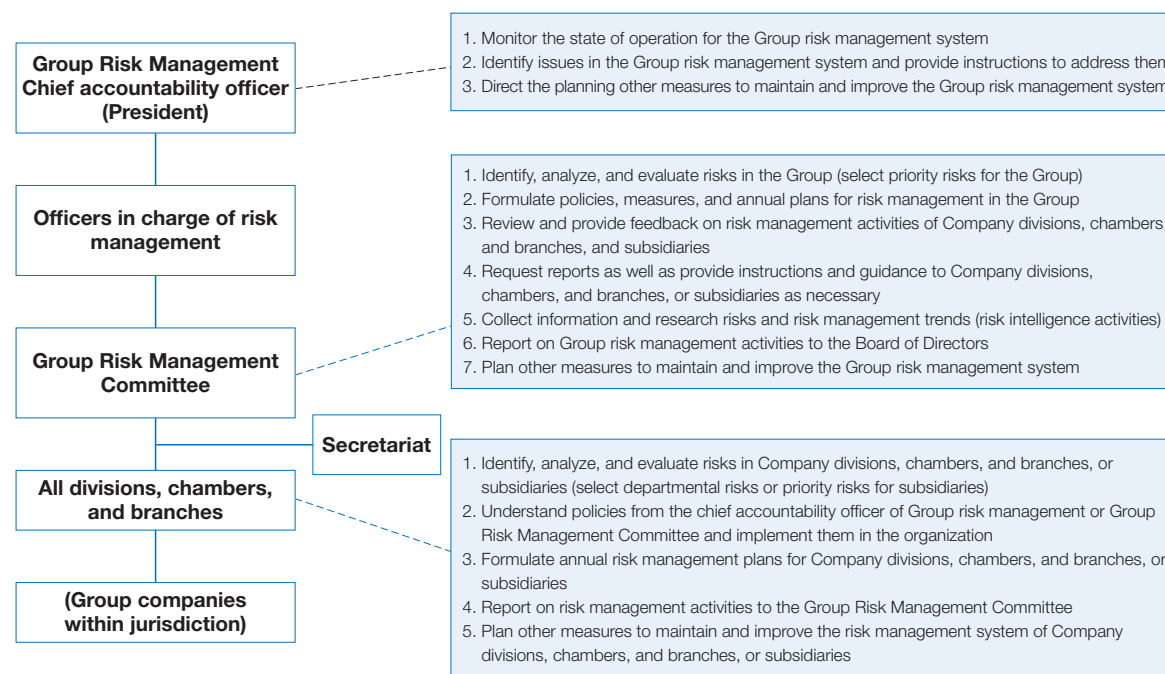 Group Risk Management
Chief accountability officer
(President)
1. Monitor the state of operation for the Group risk management system
2. Identify issues in the Group risk management system and provide instructions to address them
3. Direct the planning other measures to maintain and improve the Group risk management system
Officers in charge of risk
management
Group Risk Management
Committee
1. Identify, analyze, and evaluate risks in the Group (select priority risks for the Group)
2. Formulate policies, measures, and annual plans for risk management in the Group
3. Review and provide feedback on risk management activities of Company divisions, chambers,
and branches, and subsidiaries
4. Request reports as well as provide instructions and guidance to Company divisions,
chambers, and branches, or subsidiaries as necessary
5. Collect information and research risks and risk management trends (risk intelligence activities)
6. Report on Group risk management activities to the Board of Directors
7. Plan other measures to maintain and improve the Group risk management system
Secretariat
All divisions, chambers,
and branches
(Group companies
within jurisdiction)
1. Identify, analyze, and evaluate risks in Company divisions, chambers, and branches, or
subsidiaries (select departmental risks or priority risks for subsidiaries)
2. Understand policies from the chief accountability officer of Group risk management or Group
Risk Management Committee and implement them in the organization
3. Formulate annual risk management plans for Company divisions, chambers, and branches, or
subsidiaries
4. Report on risk management activities to the Group Risk Management Committee
5. Plan other measures to maintain and improve the risk management system of Company
divisions, chambers, and branches, or subsidiaries